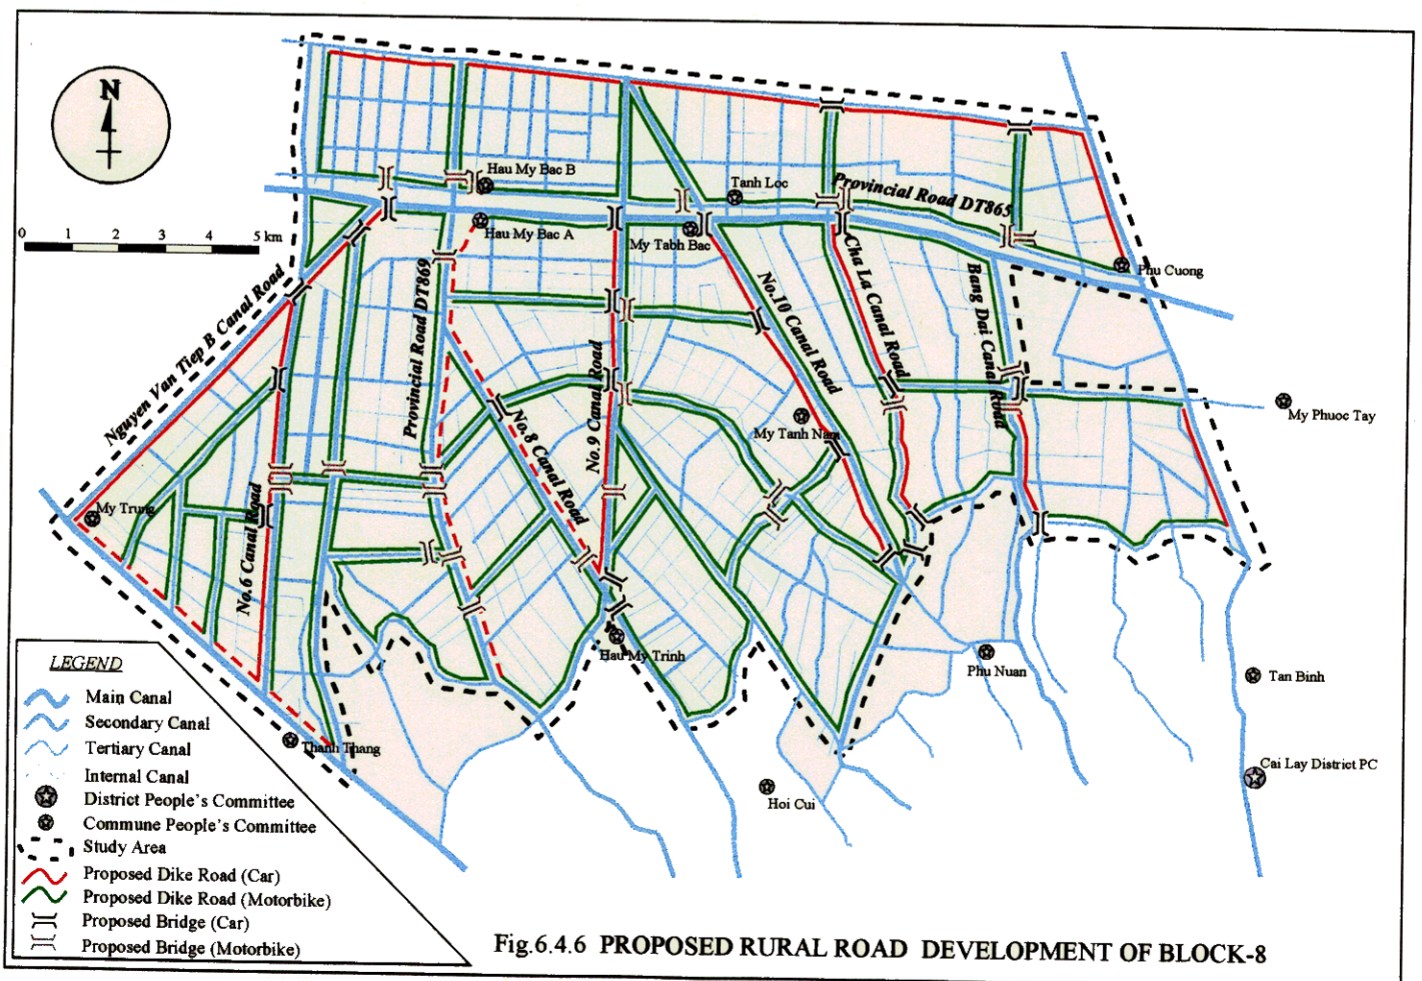 N
0 1 2 3 4 5 km
Hau My Bac B
Tanh Loc
Provincial Road DT865
Hau My Bac A
My Tabh Bac
Phu Cuong
Nguyen Van Tiep B Canal Road
Provincial Road DT869
No.10 Canal Road
Cha La Canal Road
Bang Dai Canal Road
No.9 Canal Road
No.8 Canal Road
My Tanh Nam
My Phuoc Tay
My Trung
No.6 Canal Road
Hau My Trinh
Phu Nuan
Tan Binh
Thanh Thang
Hoi Cui
Cai Lay District PC
LEGEND
Main Canal
Secondary Canal
Tertiary Canal
Internal Canal
District People's Committee
Commune People's Committee
Study Area
Proposed Dike Road (Car)
Proposed Dike Road (Motorbike)
Proposed Bridge (Car)
Proposed Bridge (Motorbike)
Fig.6.4.6 PROPOSED RURAL ROAD DEVELOPMENT OF BLOCK-8